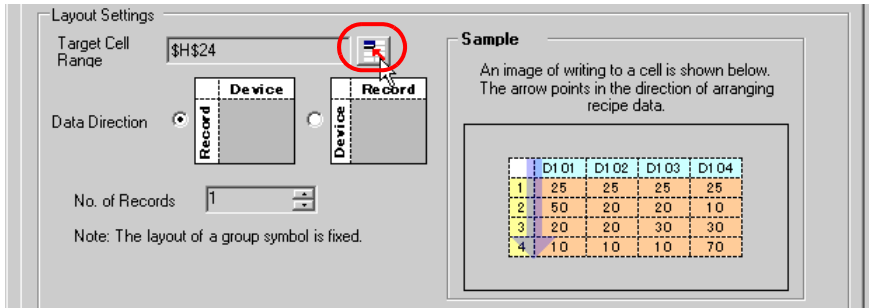 Layout Settings
Target Cell
Range
$H$24
Device
Record
Record
Device
Data Direction
No. of Records
1
Note: The layout of a group symbol is fixed.
Sample
An image of writing to a cell is shown below.
The arrow points in the direction of arranging
recipe data.
D101 D102 D103 D104
1 25 25 25 25
2 50 20 20 10
3 20 20 30 30
4 10 10 10 70